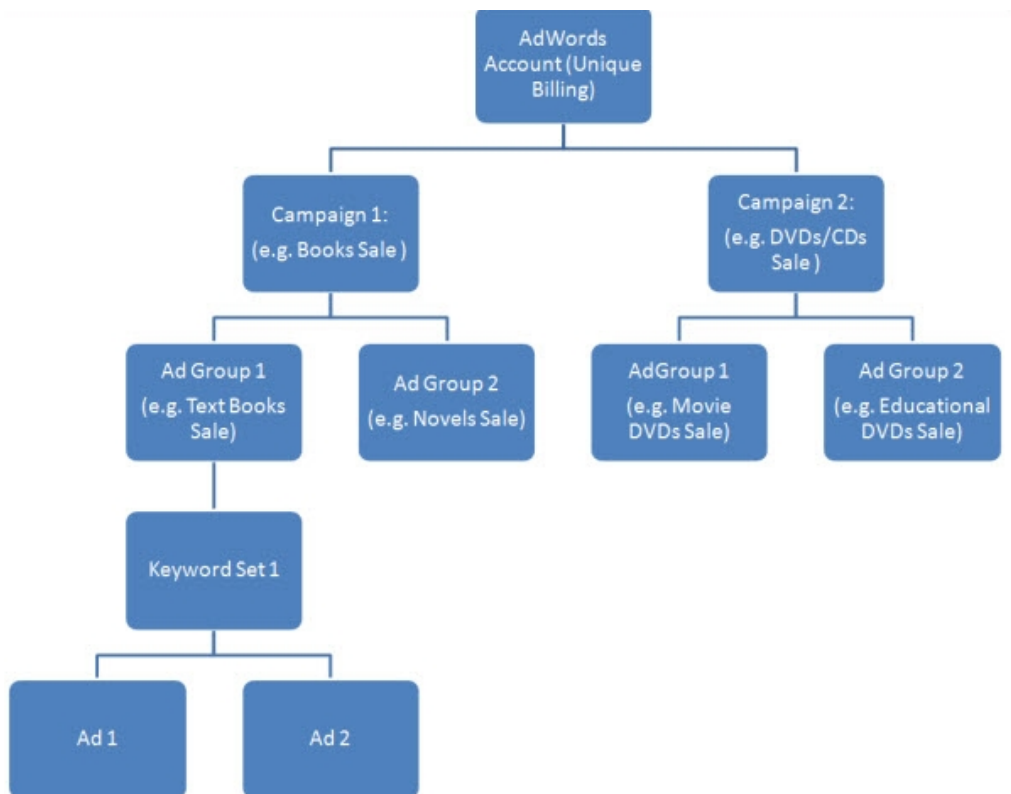 AdWords
Account (Unique
Billing)
Campaign 1:
(e.g. Books Sale )
Campaign 2:
(e.g. DVDs/CDs
Sale )
Ad Group 1
(e.g. Text Books
Sale)
Ad Group 2
(e.g. Novels Sale)
AdGroup 1
(e.g. Movie
DVDs Sale)
Ad Group 2
(e.g. Educational
DVDs Sale)
Keyword Set 1
Ad 1
Ad 2